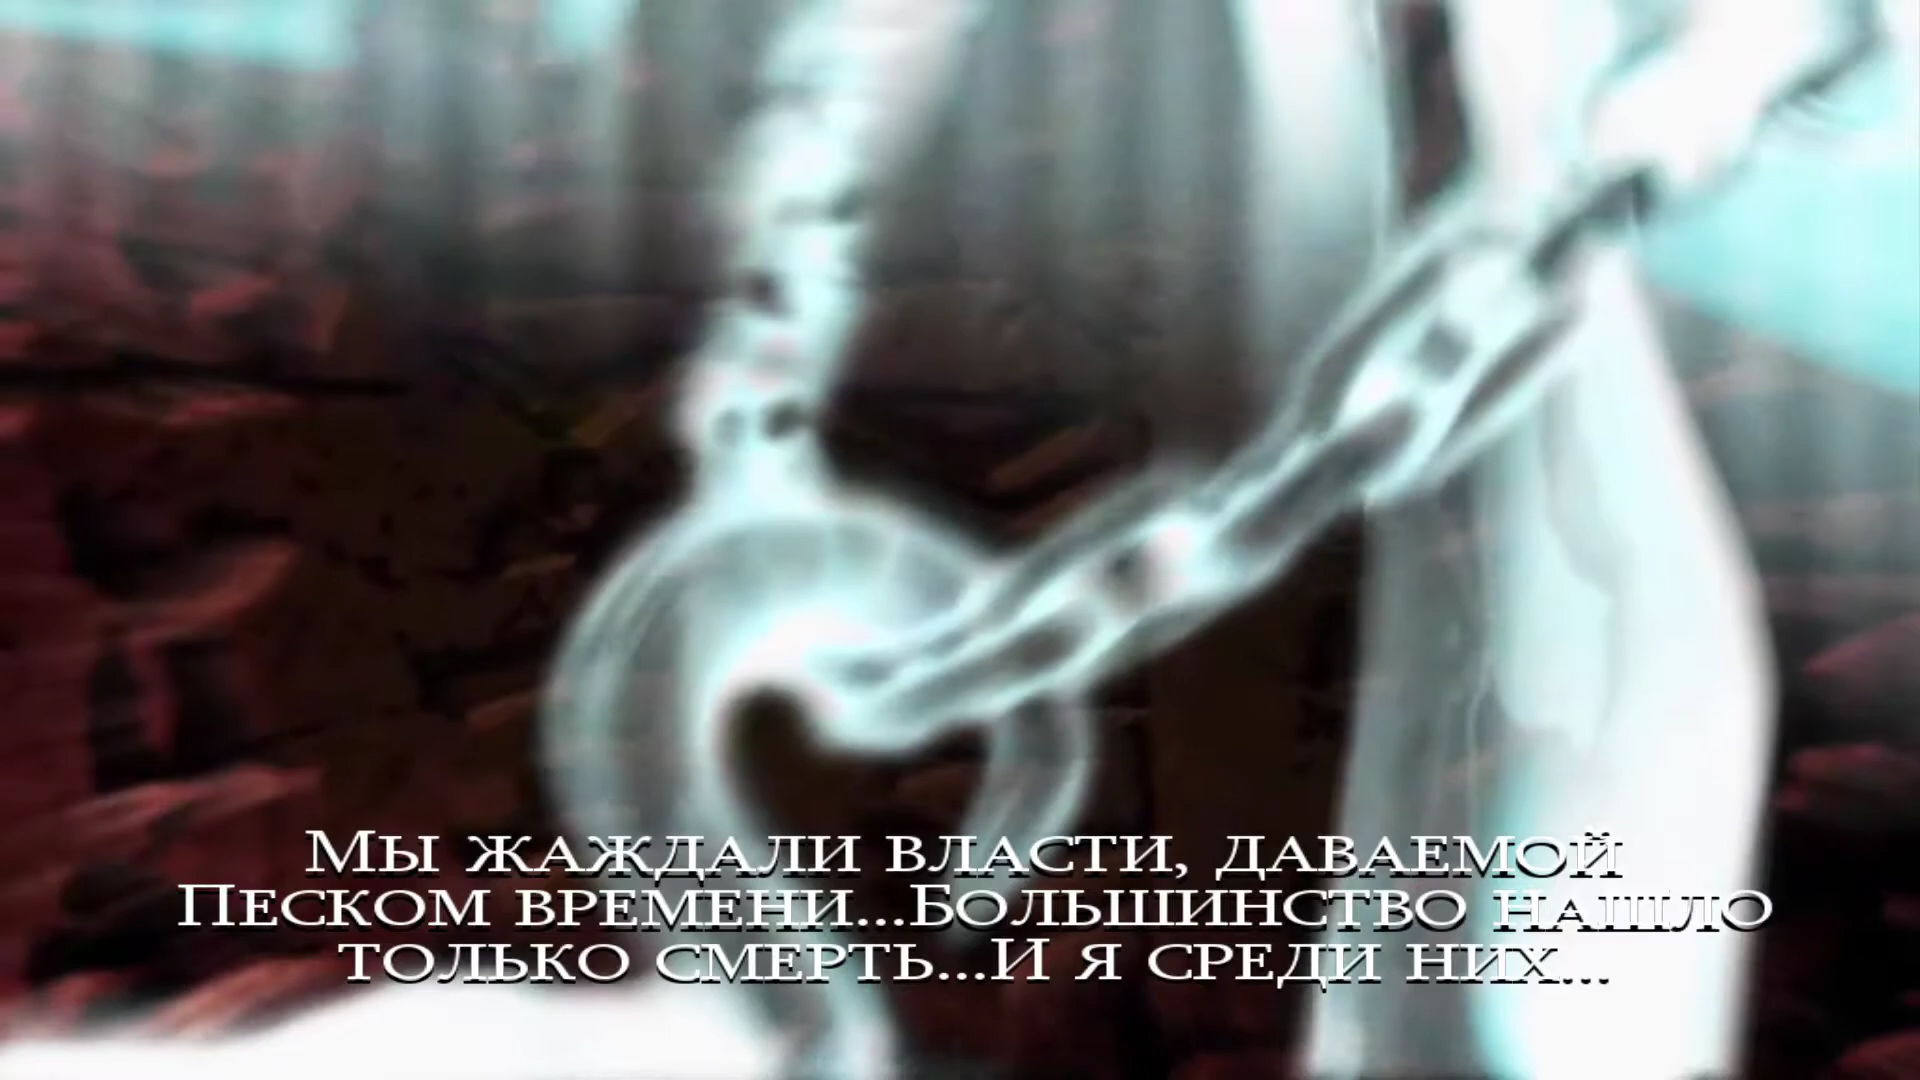 Мы жаждали власти, даваемой
Песком времени...Большинство нашло
только смерть...И я среди них...